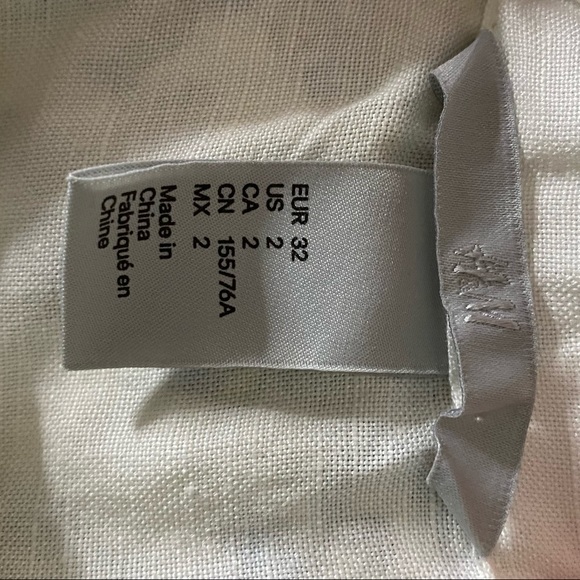 H&M
EUR 32
US 2
CA 2
CN 155/76A
MX 2
Made in
China
Fabriqué en
Chine